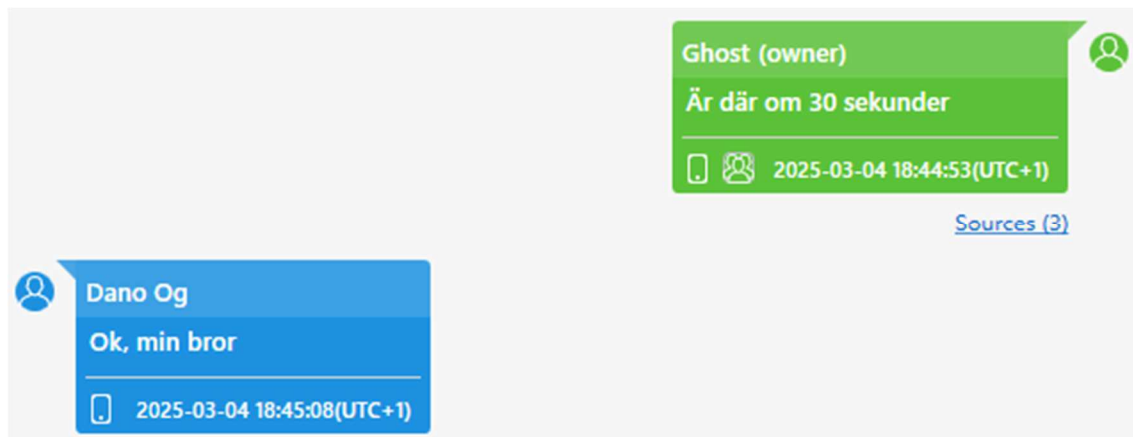 Ghost (owner)
Är där om 30 sekunder
2025-03-04 18:44:53(UTC+1)
Sources (3)
Dano Og
Ok, min bror
2025-03-04 18:45:08(UTC+1)